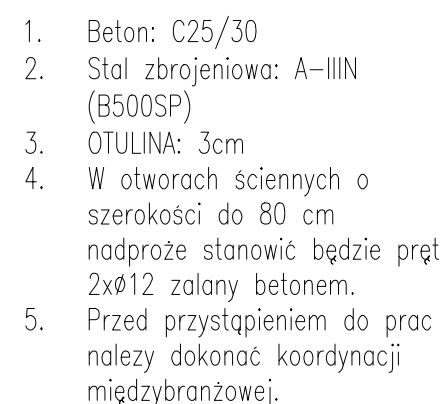 1. Beton: C25/30
2. Stal zbrojeniowa: A-IIIN
(B500SP)
3. OTULINA: 3cm
4. W otworach ściennych o
szerokości do 80 cm
nadproże stanowić będzie pręt
2xø12 zalany betonem.
5. Przed przystąpieniem do prac
nalezy dokonać koordynacji
międzybranżowej.